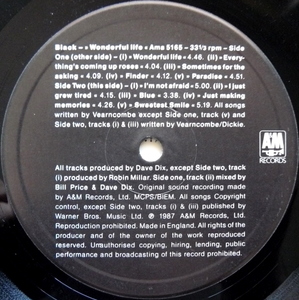 Black – • Wonderful life • Ama 5165 – 33⅓ rpm – Side
One (other side) – (i) • Wonderful life • 4.46. (ii) • Every-
thing's coming up roses • 4.04. (iii) • Sometimes for the
asking • 4.09. (iv) • Finder • 4.12. (v) • Paradise • 4.51.
Side Two (this side) – (i) • I'm not afraid • 5.00. (ii) • I just
grew tired • 4.15. (iii) • Blue • 3.38. (iv) • Just making
memories • 4.26. (v) • Sweetest Smile • 5.19. All songs
written by Vearncombe except Side one, track (v) and
Side two, tracks (i) & (iii) written by Vearncombe/Dickie.
A&M
RECORDS
All tracks produced by Dave Dix, except Side two, track
(i) produced by Robin Millar. Side one, track (ii) mixed by
Bill Price & Dave Dix. Original sound recording made
by A&M Records, Ltd. MCPS/BIEM. All songs Copyright
control, except Side two, tracks (i) & (iii) published by
Warner Bros. Music Ltd. ℗ 1987 A&M Records, Ltd.
Reproduction prohibited. Made in England. All rights
of the producer and of the owner of the work reproduced
reserved. Unauthorised copying, hiring, lending, public
performance and broadcasting of this record prohibited.